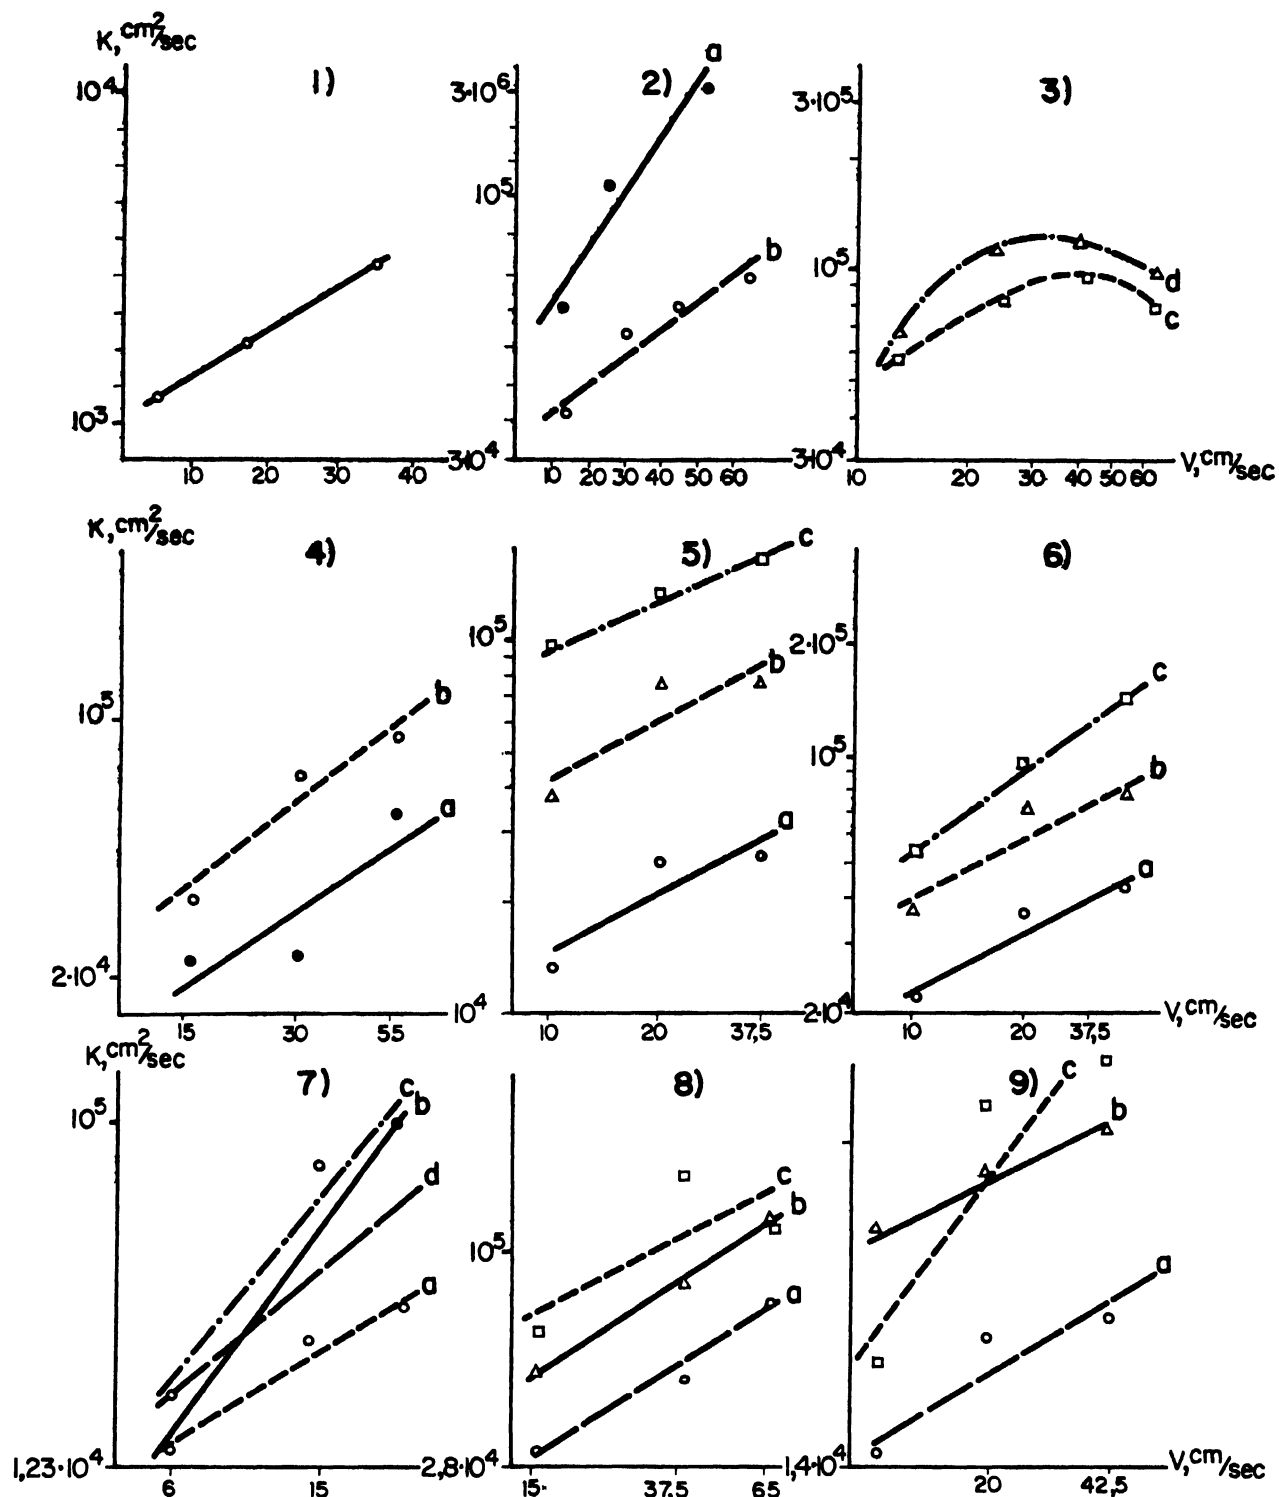 K, cm²/sec
1)
10⁴
10³
10 20 30 40
2)
a
b
3·10⁶
10⁵
3·10⁴
10 20 30 40 50 60
3)
d
c
3·10⁵
10⁵
3·10⁴
20 30· 40 50 60
V, cm/sec
K, cm²/sec
4)
b
a
10⁵
2·10⁴
15 30 55
5)
c
b
a
10⁵
10⁴
10 20 37,5
6)
c
b
a
2·10⁵
10⁵
2·10⁴
10 20 37,5
V, cm/sec
K, cm²/sec
7)
c
b
d
a
10⁵
1,23·10⁴
6 15
8)
c
b
a
10⁵
2,8·10⁴
15· 37,5 65
9)
c
b
a
1,4·10⁴
20 42,5
V, cm/sec